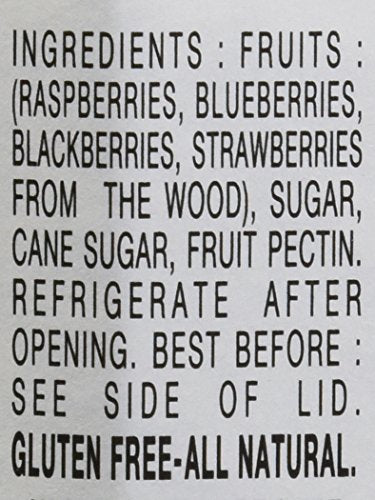 INGREDIENTS : FRUITS :
(RASPBERRIES, BLUEBERRIES,
BLACKBERRIES, STRAWBERRIES
FROM THE WOOD), SUGAR,
CANE SUGAR, FRUIT PECTIN.
REFRIGERATE AFTER
OPENING. BEST BEFORE :
SEE SIDE OF LID.
GLUTEN FREE-ALL NATURAL.